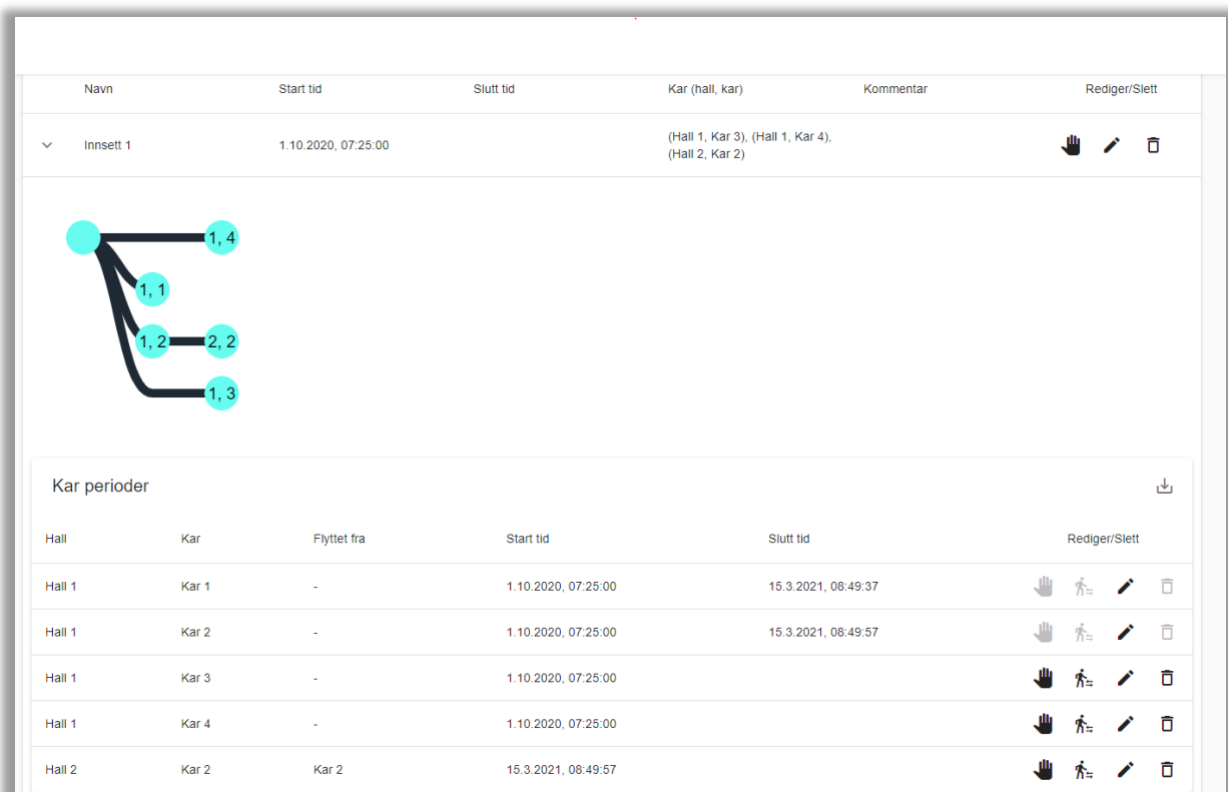 Navn Start tid Slutt tid Kar (hall, kar) Kommentar Rediger/Slett
Innsett 1 1.10.2020, 07:25:00 (Hall 1, Kar 3), (Hall 1, Kar 4),
(Hall 2, Kar 2)
1, 4
1, 1
1, 2 2, 2
1, 3
Kar perioder
Hall Kar Flyttet fra Start tid Slutt tid Rediger/Slett
Hall 1 Kar 1 - 1.10.2020, 07:25:00 15.3.2021, 08:49:37
Hall 1 Kar 2 - 1.10.2020, 07:25:00 15.3.2021, 08:49:57
Hall 1 Kar 3 - 1.10.2020, 07:25:00
Hall 1 Kar 4 - 1.10.2020, 07:25:00
Hall 2 Kar 2 Kar 2 15.3.2021, 08:49:57